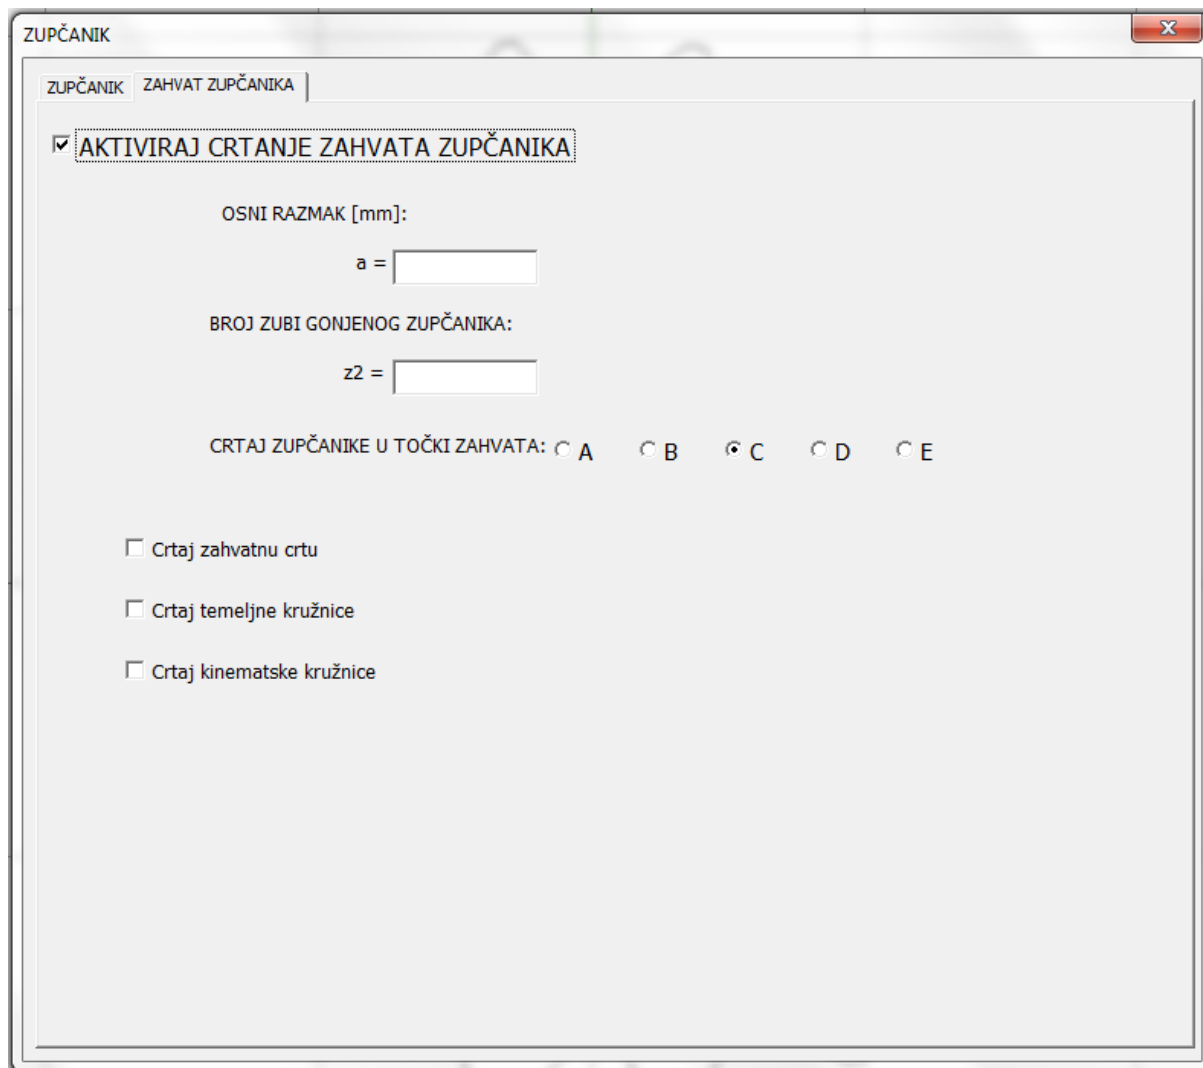 ZUPČANIK
ZUPČANIK ZAHVAT ZUPČANIKA
AKTIVIRAJ CRTANJE ZAHVATA ZUPČANIKA
OSNI RAZMAK [mm]:
a =
BROJ ZUBI GONJENOG ZUPČANIKA:
z2 =
CRTAJ ZUPČANIKE U TOČKI ZAHVATA: A B C D E
Crtaj zahvatnu crtu
Crtaj temeljne kružnice
Crtaj kinematske kružnice